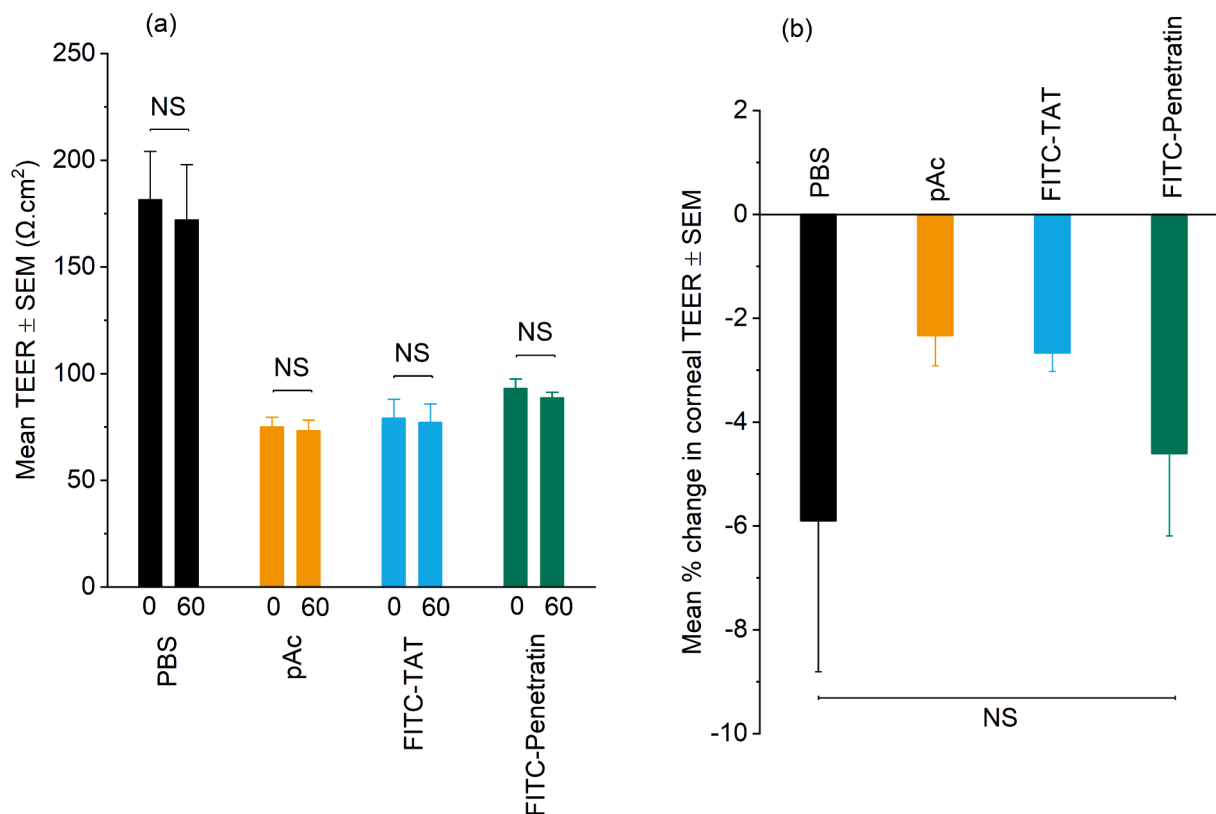 (a)
Mean TEER ± SEM (Ω.cm²)
250
200
150
100
50
0
NS
NS
NS
NS
0 60 0 60 0 60 0 60
PBS
pAc
FITC-TAT
FITC-Penetratin
(b)
Mean % change in corneal TEER ± SEM
2
0
-2
-4
-6
-8
-10
PBS
pAc
FITC-TAT
FITC-Penetratin
NS